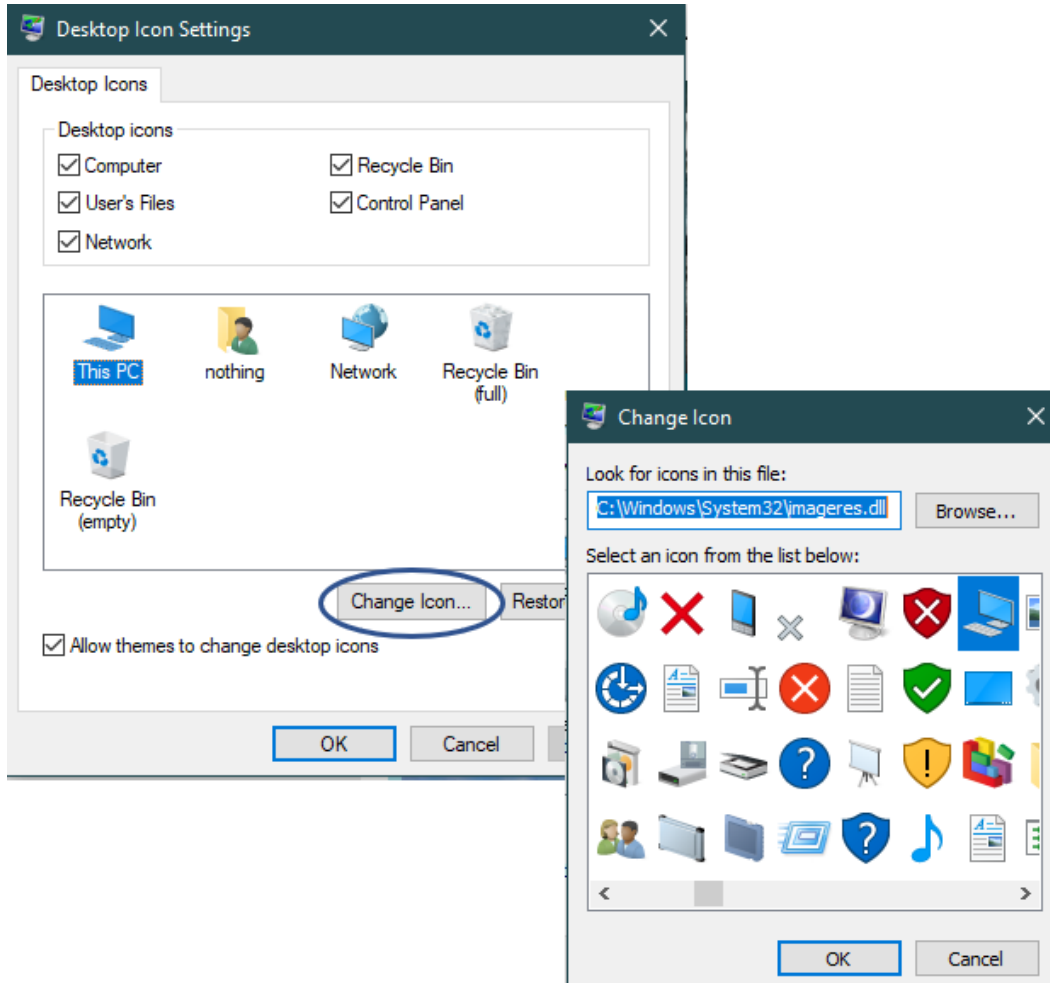 Desktop Icon Settings
Desktop Icons
Desktop icons
Computer
Recycle Bin
User's Files
Control Panel
Network
This PC
nothing
Network
Recycle Bin
(full)
Recycle Bin
(empty)
Change Icon...
Restor
Allow themes to change desktop icons
OK
Cancel
Change Icon
Look for icons in this file:
C:\Windows\System32\imageres.dll
Browse...
Select an icon from the list below:
OK
Cancel